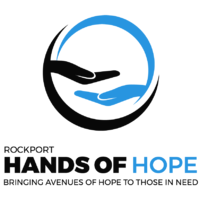 ROCKPORT
HANDS OF HOPE
BRINGING AVENUES OF HOPE TO THOSE IN NEED